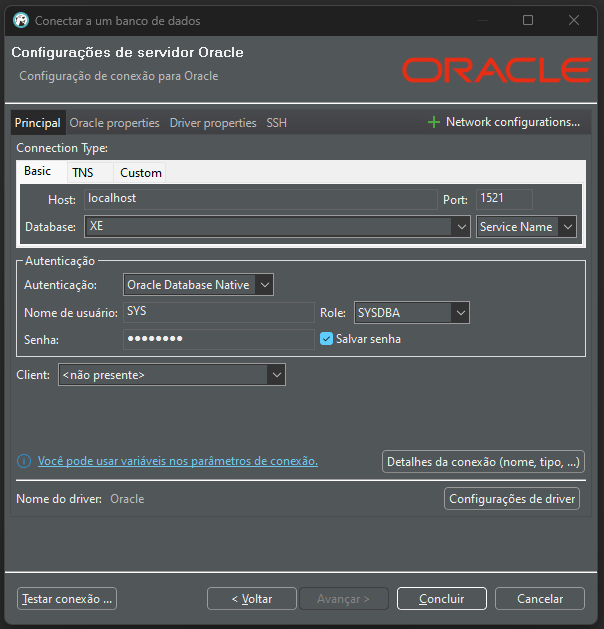 Conectar a um banco de dados
Configurações de servidor Oracle
Configuração de conexão para Oracle
ORACLE
Principal Oracle properties Driver properties SSH Network configurations...
Connection Type:
Basic TNS Custom
Host: localhost Port: 1521
Database: XE Service Name
Autenticação
Autenticação: Oracle Database Native
Nome de usuário: SYS Role: SYSDBA
Senha: •••••••• Salvar senha
Client: <não presente>
Você pode usar variáveis nos parâmetros de conexão. Detalhes da conexão (nome, tipo, ...)
Nome do driver: Oracle Configurações de driver
Testar conexão ... < Voltar Avançar > Concluir Cancelar